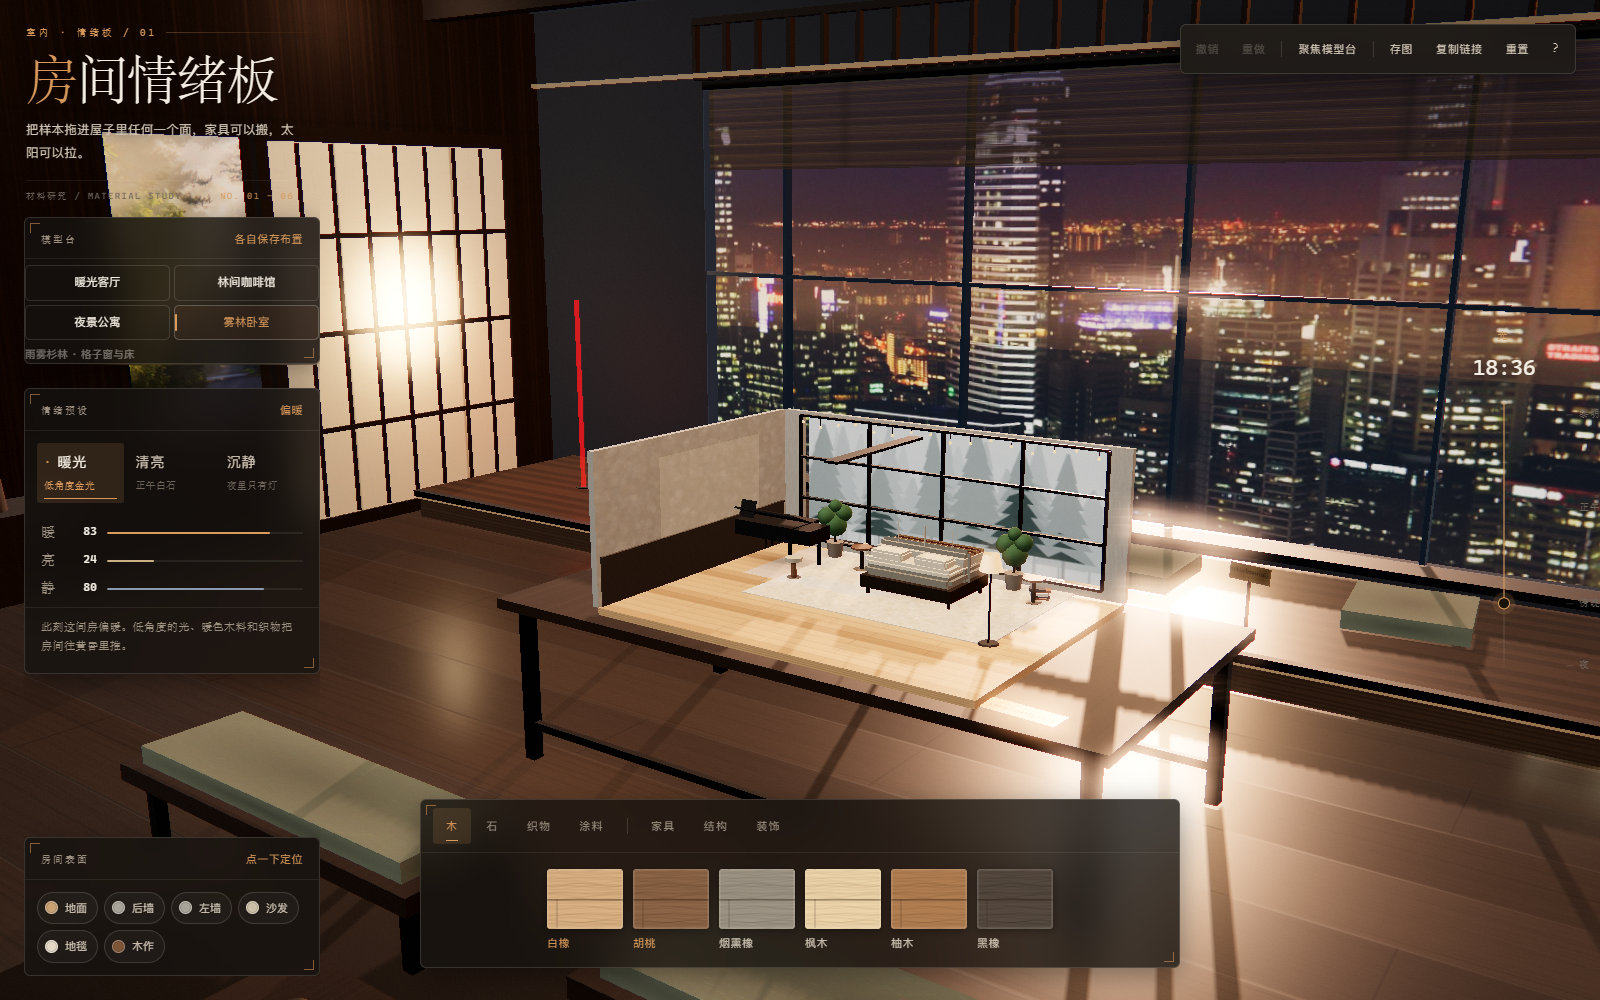 室内 · 情绪板 / 01
房间情绪板
把样本拖进屋子里任何一个面，家具可以搬，太
阳可以拉。
材料研究 / MATERIAL STUDY NO. 01 — 06
模型台 各自保存布置
暖光客厅 林间咖啡馆
夜景公寓 雾林卧室
雨雾杉林 · 格子窗与床
情绪预设 偏暖
· 暖光 清亮 沉静
低角度金光 正午白石 夜里只有灯
暖 83
亮 24
静 80
此刻这间房偏暖。低角度的光、暖色木料和织物把
房间往黄昏里推。
房间表面 点一下定位
地面 后墙 左墙 沙发
地毯 木作
撤销 重做 聚焦模型台 存图 复制链接 重置 ?
STRAITS
TRADING
18:36
正午
夜
木 石 织物 涂料 家具 结构 装饰
白橡 胡桃 烟熏橡 枫木 柚木 黑橡